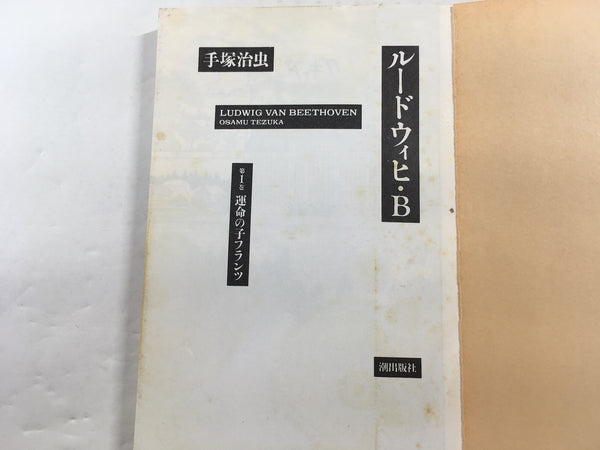 ルードウィヒ・B
手塚治虫
LUDWIG VAN BEETHOVEN
OSAMU TEZUKA
第1巻 運命の子フランツ
潮出版社